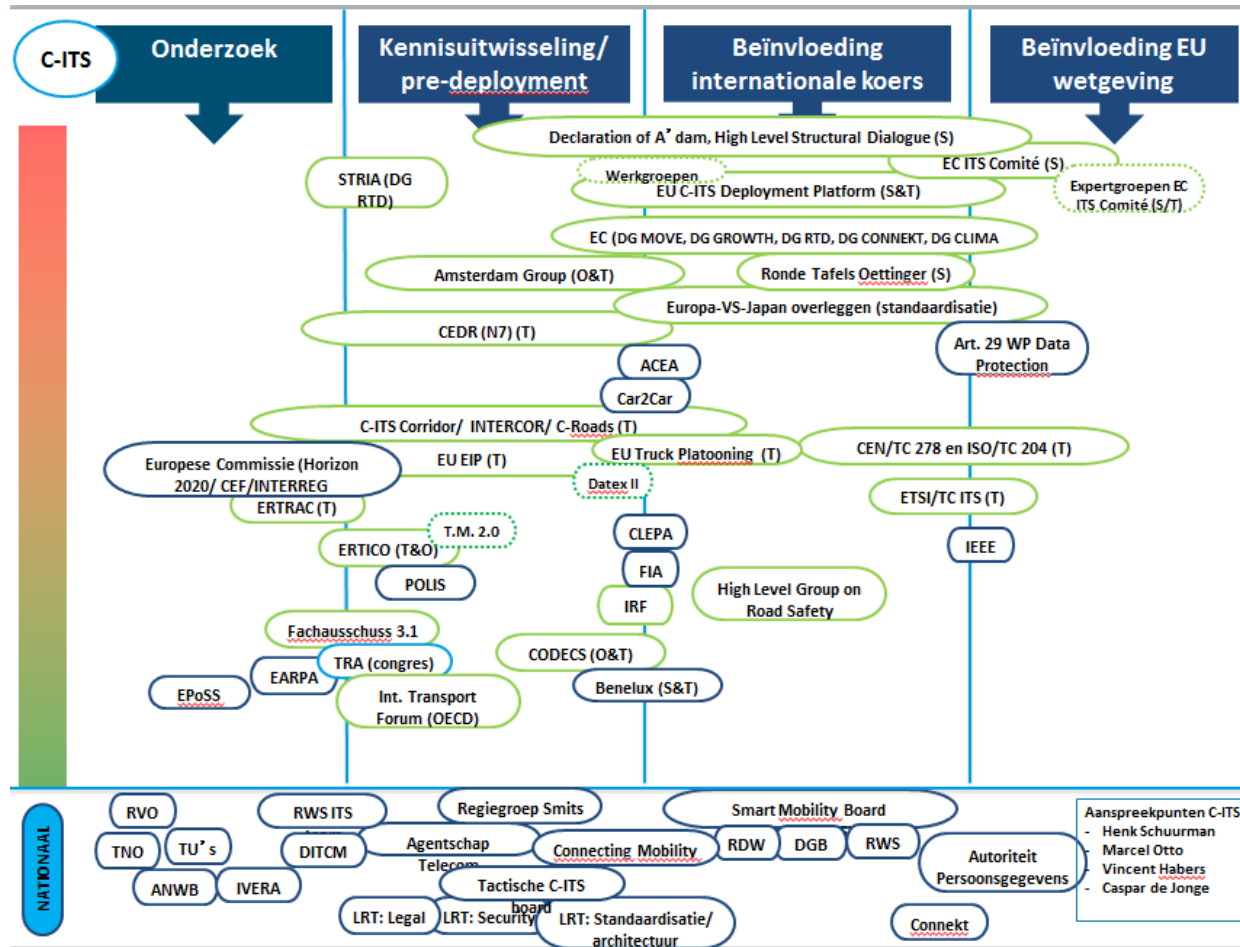 C-ITS
Onderzoek
Kennisuitwisseling/
pre-deployment
Beïnvloeding
internationale koers
Beïnvloeding EU
wetgeving
Declaration of A’dam, High Level Structural Dialogue (S)
EC ITS Comité (S)
Werkgroepen
STRIA (DG
RTD)
EU C-ITS Deployment Platform (S&T)
Expertgroepen EC
ITS Comité (S/T)
EC (DG MOVE, DG GROWTH, DG RTD, DG CONNEKT, DG CLIMA
Amsterdam Group (O&T)
Ronde Tafels Oettinger (S)
Europa-VS-Japan overleggen (standaardisatie)
CEDR (N7) (T)
Art. 29 WP Data
Protection
ACEA
Car2Car
C-ITS Corridor/ INTERCOR/ C-Roads (T)
EU EIP (T)
EU Truck Platooning (T)
CEN/TC 278 en ISO/TC 204 (T)
Europese Commissie (Horizon
2020/ CEF/INTERREG
Datex II
ERTRAC (T)
ETSI/TC ITS (T)
T.M. 2.0
CLEPA
ERTICO (T&O)
IEEE
FIA
POLIS
High Level Group on
Road Safety
IRF
Fachausschuss 3.1
CODECS (O&T)
TRA (congres)
EARPA
Benelux (S&T)
EPoSS
Int. Transport
Forum (OECD)
NATIONAAL
RVO
RWS ITS
Regiegroep Smits
Smart Mobility Board
TNO
TU’s
DITCM
Agentschap
Telecom
Connecting Mobility
RDW
DGB
RWS
Autoriteit
Persoonsgegevens
ANWB
IVERA
Tactische C-ITS
board
LRT: Legal
LRT: Security
LRT: Standaardisatie/
architectuur
Connekt
Aanspreekpunten C-ITS
- Henk Schuurman
- Marcel Otto
- Vincent Habers
- Caspar de Jonge